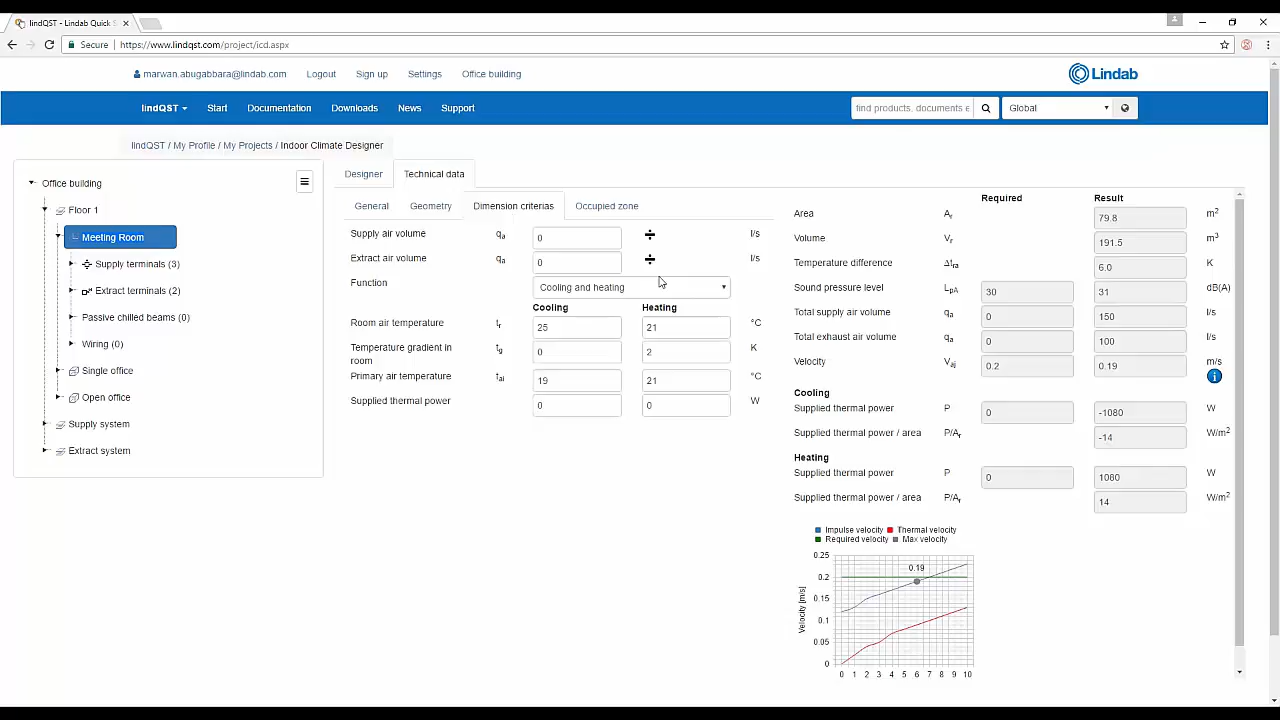 lindQST - Lindab Quick S
Secure https://www.lindqst.com/project/icd.aspx
marwan.abugabbara@lindab.com Logout Sign up Settings Office building
Lindab
lindQST Start Documentation Downloads News Support
find products, documents e Global
lindQST / My Profile / My Projects / Indoor Climate Designer
Office building
Floor 1
Meeting Room
Supply terminals (3)
Extract terminals (2)
Passive chilled beams (0)
Wiring (0)
Single office
Open office
Supply system
Extract system
Designer Technical data
General Geometry Dimension criterias Occupied zone
Supply air volume qa 0 l/s
Extract air volume qa 0 l/s
Function Cooling and heating
Cooling Heating
Room air temperature tr 25 21 °C
Temperature gradient in room tg 0 2 K
Primary air temperature tai 19 21 °C
Supplied thermal power 0 0 W
Required Result
Area Ar 79.8 m2
Volume Vr 191.5 m3
Temperature difference Δtra 6.0 K
Sound pressure level LpA 30 31 dB(A)
Total supply air volume qa 0 150 l/s
Total exhaust air volume qa 0 100 l/s
Velocity Vaj 0.2 0.19 m/s
i
Cooling
Supplied thermal power P 0 -1080 W
Supplied thermal power / area P/Ar -14 W/m2
Heating
Supplied thermal power P 0 1080 W
Supplied thermal power / area P/Ar 14 W/m2
Impulse velocity Thermal velocity
Required velocity Max velocity
0.25
0.2
0.15
0.1
0.05
0
Velocity [m/s]
0.19
0 1 2 3 4 5 6 7 8 9 10